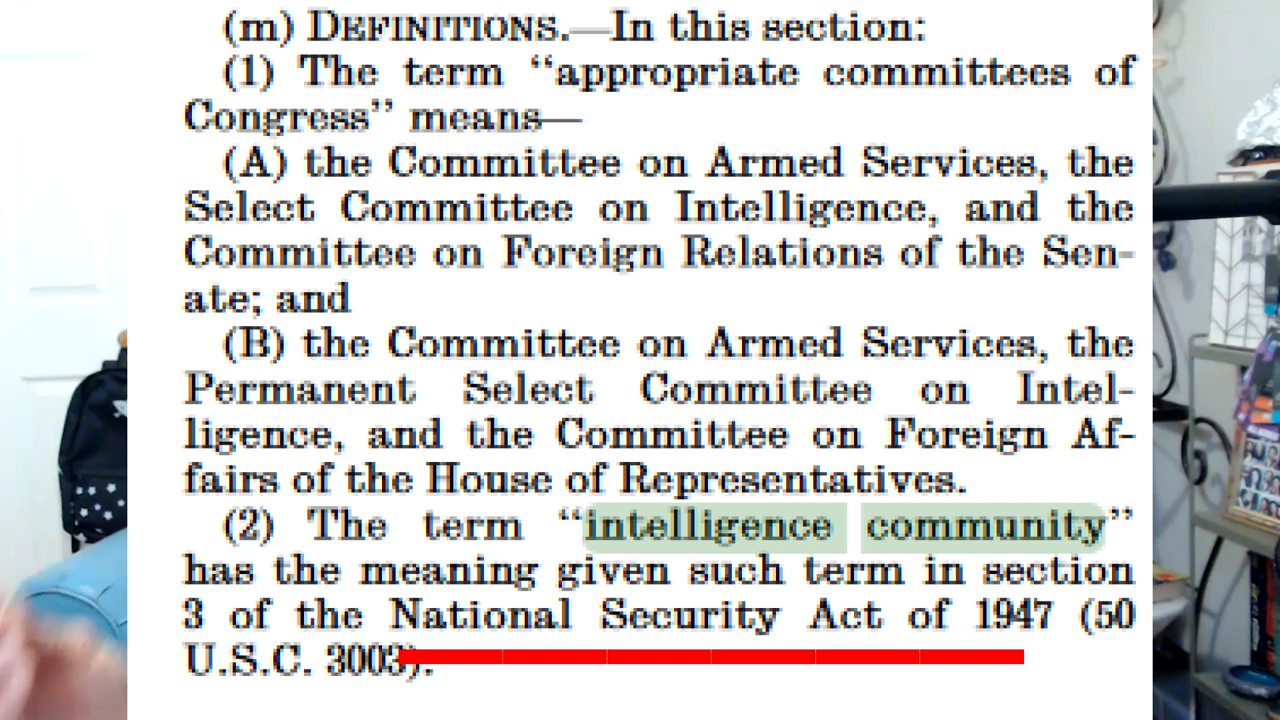 (m) DEFINITIONS.—In this section:
(1) The term ‘‘appropriate committees of
Congress’’ means—
(A) the Committee on Armed Services, the
Select Committee on Intelligence, and the
Committee on Foreign Relations of the Sen-
ate; and
(B) the Committee on Armed Services, the
Permanent Select Committee on Intel-
ligence, and the Committee on Foreign Af-
fairs of the House of Representatives.
(2) The term ‘‘intelligence community’’
has the meaning given such term in section
3 of the National Security Act of 1947 (50
U.S.C. 3003).